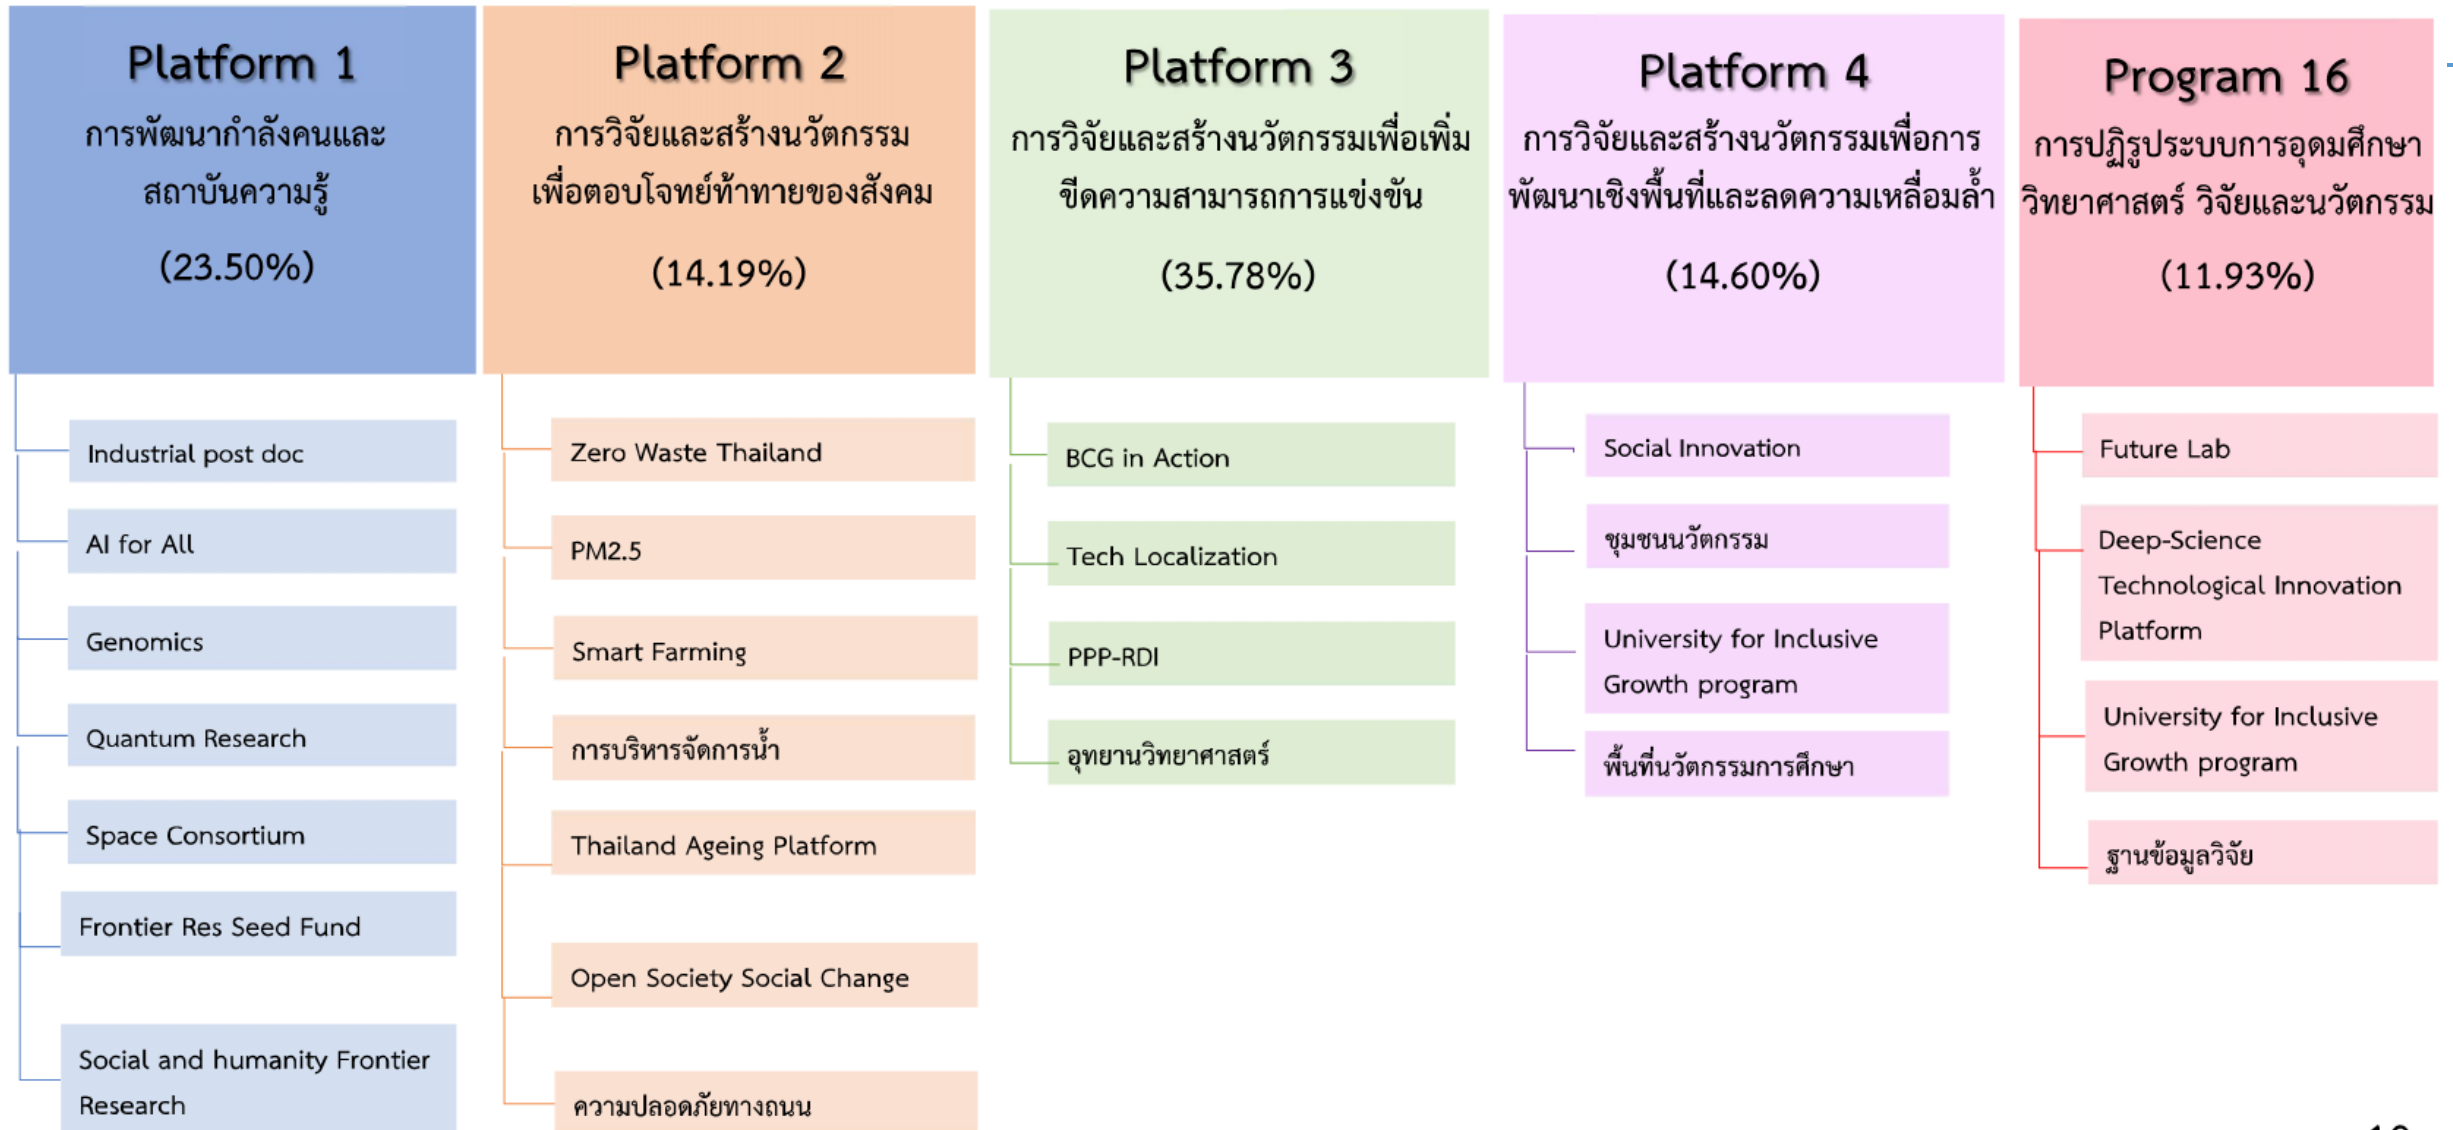 Platform 1
การพัฒนากำลังคนและ
สถาบันความรู้
(23.50%)
Industrial post doc
AI for All
Genomics
Quantum Research
Space Consortium
Frontier Res Seed Fund
Social and humanity Frontier
Research
Platform 2
การวิจัยและสร้างนวัตกรรม
เพื่อตอบโจทย์ท้าทายของสังคม
(14.19%)
Zero Waste Thailand
PM2.5
Smart Farming
การบริหารจัดการน้ำ
Thailand Ageing Platform
Open Society Social Change
ความปลอดภัยทางถนน
Platform 3
การวิจัยและสร้างนวัตกรรมเพื่อเพิ่ม
ขีดความสามารถการแข่งขัน
(35.78%)
BCG in Action
Tech Localization
PPP-RDI
อุทยานวิทยาศาสตร์
Platform 4
การวิจัยและสร้างนวัตกรรมเพื่อการ
พัฒนาเชิงพื้นที่และลดความเหลื่อมล้ำ
(14.60%)
Social Innovation
ชุมชนนวัตกรรม
University for Inclusive
Growth program
พื้นที่นวัตกรรมการศึกษา
Program 16
การปฏิรูประบบการอุดมศึกษา
วิทยาศาสตร์ วิจัยและนวัตกรรม
(11.93%)
Future Lab
Deep-Science
Technological Innovation
Platform
University for Inclusive
Growth program
ฐานข้อมูลวิจัย